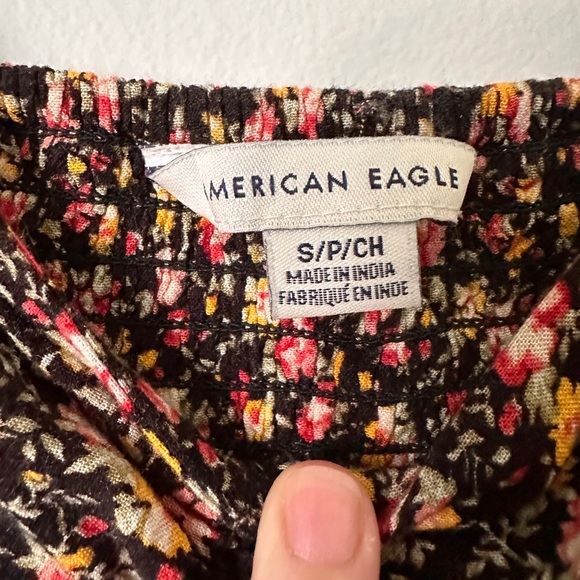 AMERICAN EAGLE
S/P/CH
MADE IN INDIA
FABRIQUÉ EN INDE